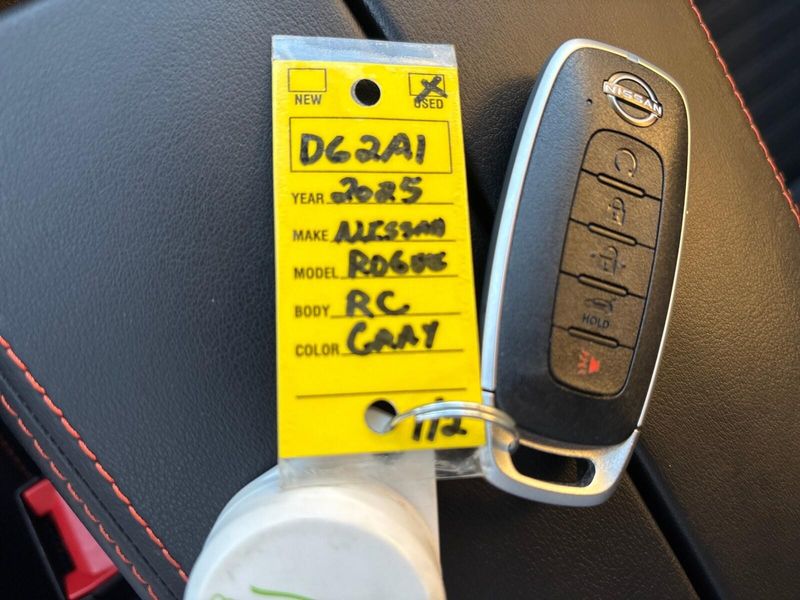 NEW
USED
D62A1
YEAR 2025
MAKE NISSAN
MODEL ROGUE
BODY RC
COLOR GRAY
1/2
NISSAN
HOLD